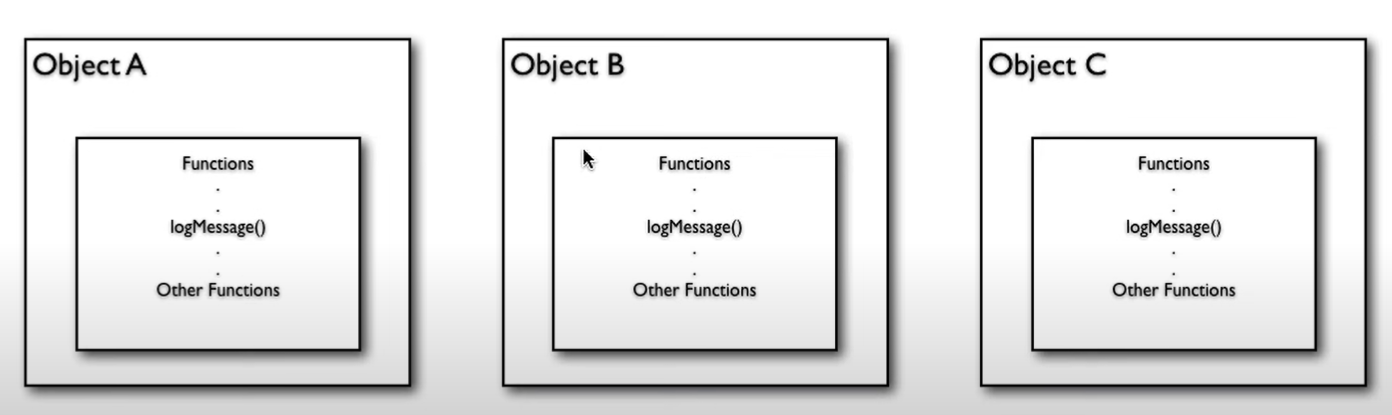 Object A
Functions
.
.
logMessage()
.
.
Other Functions
Object B
Functions
.
.
logMessage()
.
.
Other Functions
Object C
Functions
.
.
logMessage()
.
.
Other Functions